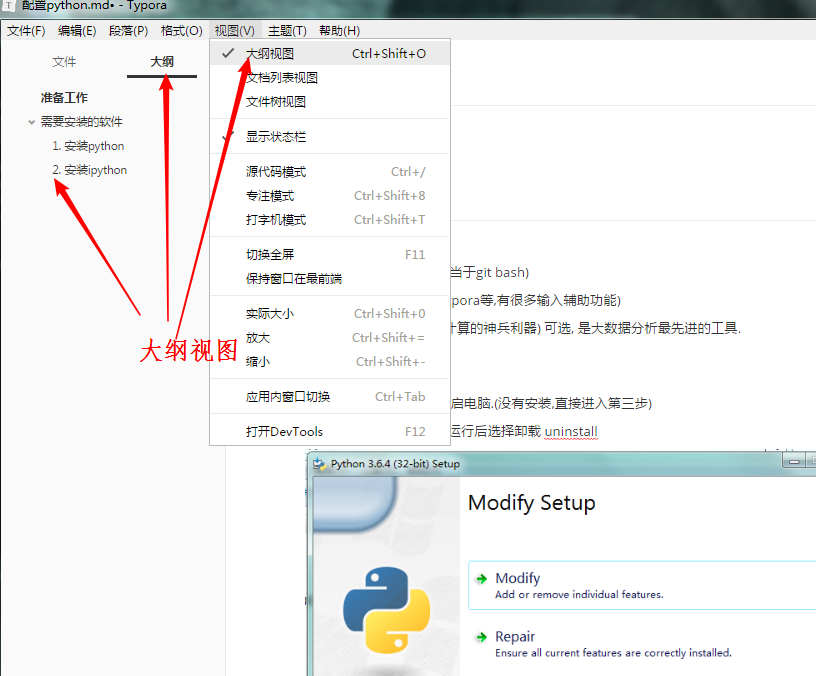 配置python.md• - Typora
文件(F) 编辑(E) 段落(P) 格式(O) 视图(V) 主题(T) 帮助(H)
文件 大纲
准备工作
需要安装的软件
1. 安装python
2. 安装ipython
大纲视图 Ctrl+Shift+O
文档列表视图
文件树视图
显示状态栏
源代码模式 Ctrl+/
专注模式 Ctrl+Shift+8
打字机模式 Ctrl+Shift+T
切换全屏 F11
保持窗口在最前端
实际大小 Ctrl+Shift+0
放大 Ctrl+Shift+=
缩小 Ctrl+Shift+-
应用内窗口切换 Ctrl+Tab
打开DevTools F12
大纲视图
当于git bash)
pora等,有很多输入辅助功能)
计算的神兵利器) 可选, 是大数据分析最先进的工具.
启电脑.(没有安装,直接进入第三步)
运行后选择卸载 uninstall
Python 3.6.4 (32-bit) Setup
Modify Setup
Modify
Add or remove individual features.
Repair
Ensure all current features are correctly installed.